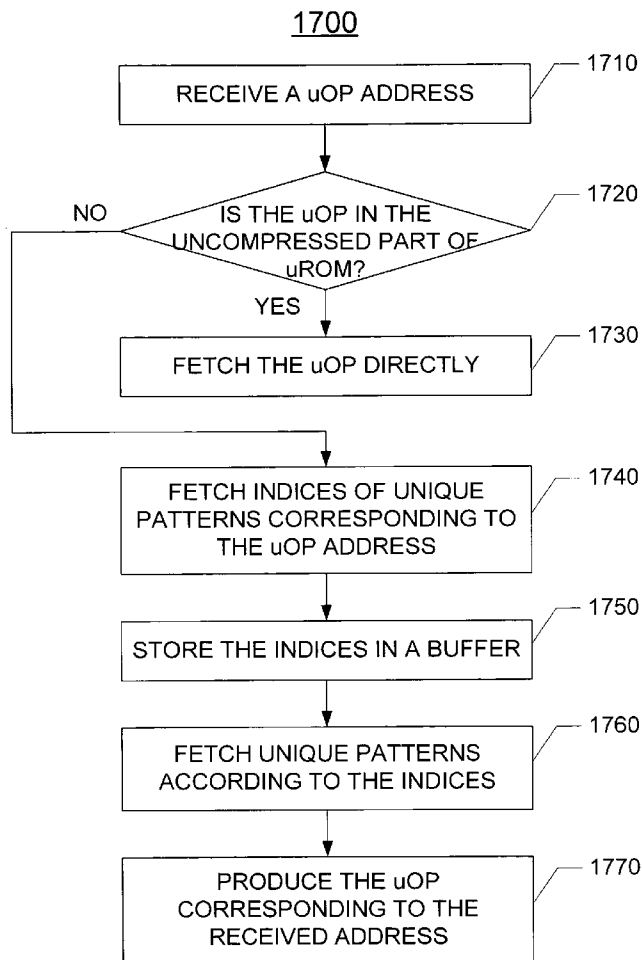 1700
1710
RECEIVE A uOP ADDRESS
1720
NO
IS THE uOP IN THE
UNCOMPRESSED PART OF
uROM?
YES
1730
FETCH THE uOP DIRECTLY
1740
FETCH INDICES OF UNIQUE
PATTERNS CORRESPONDING TO
THE uOP ADDRESS
1750
STORE THE INDICES IN A BUFFER
1760
FETCH UNIQUE PATTERNS
ACCORDING TO THE INDICES
1770
PRODUCE THE uOP
CORRESPONDING TO THE
RECEIVED ADDRESS